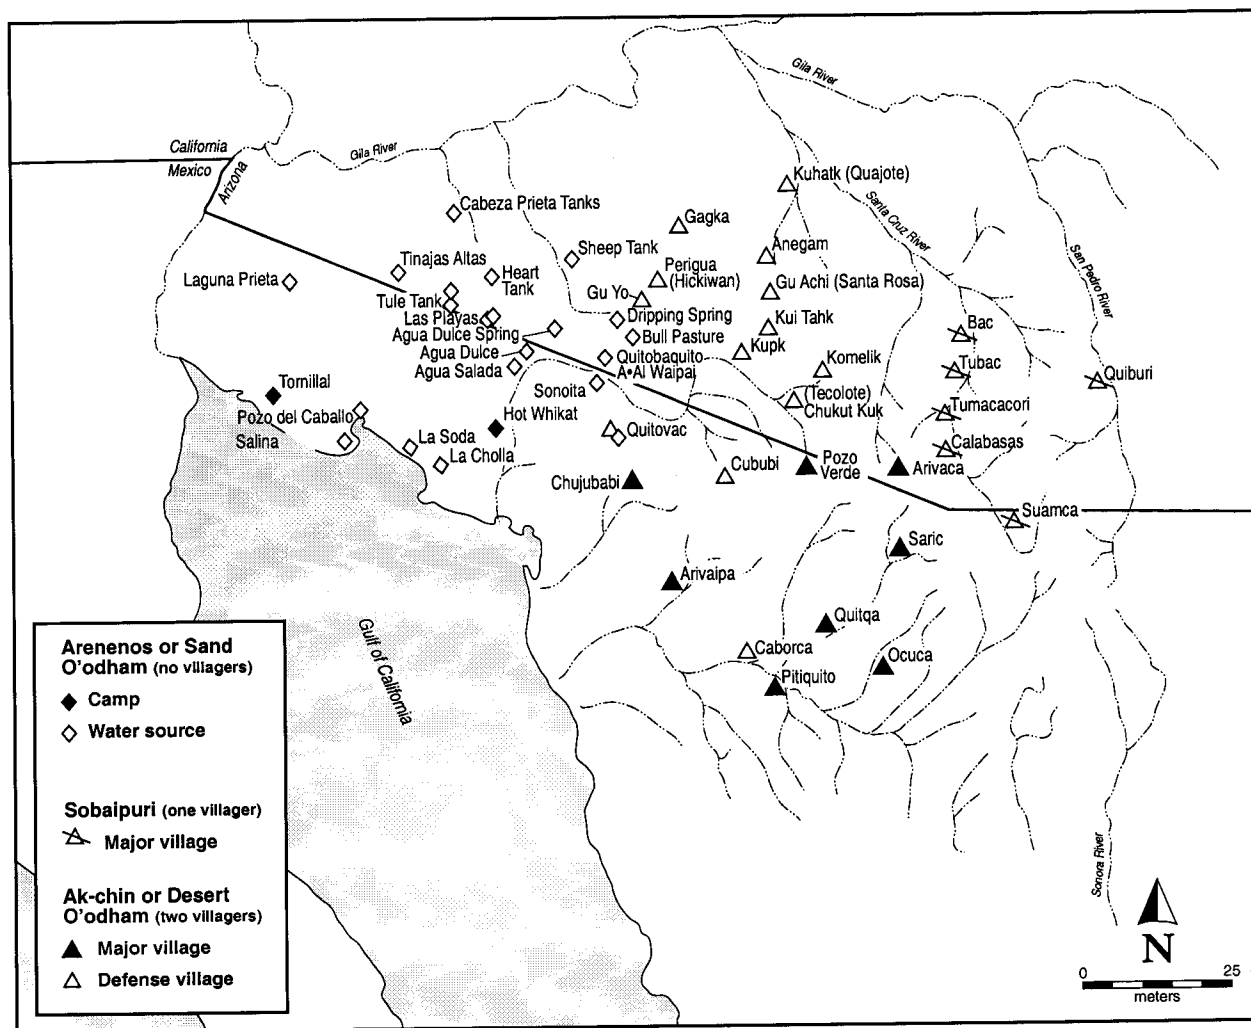 Gila River
California
Mexico
Arizona
Gila River
Kuhatk (Quajote)
Santa Cruz River
San Pedro River
Cabeza Prieta Tanks
Gagka
Sheep Tank
Anegam
Tinajas Altas
Heart
Tank
Perigua
(Hickiwan)
Laguna Prieta
Gu Achi (Santa Rosa)
Tule Tank
Gu Yo
Las Playas
Dripping Spring
Kui Tahk
Bac
Agua Dulce Spring
Bull Pasture
Agua Dulce
Quitobaquito
Kupk
Komelik
Tubac
Agua Salada
A•Al Waipai
Quiburi
Tornillal
Sonoita
(Tecolote)
Chukut Kuk
Tumacacori
Pozo del Caballo
Hot Whikat
Salina
La Soda
Quitovac
Calabasas
La Cholla
Cububi
Pozo
Verde
Arivaca
Chujubabi
Suamca
Saric
Arivaipa
Quitqa
Gulf of California
Caborca
Ocuca
Pitiquito
Sonora River
Arenenos or Sand
O'odham (no villagers)
Camp
Water source
Sobaipuri (one villager)
Major village
Ak-chin or Desert
O'odham (two villagers)
Major village
Defense village
N
0 25
meters